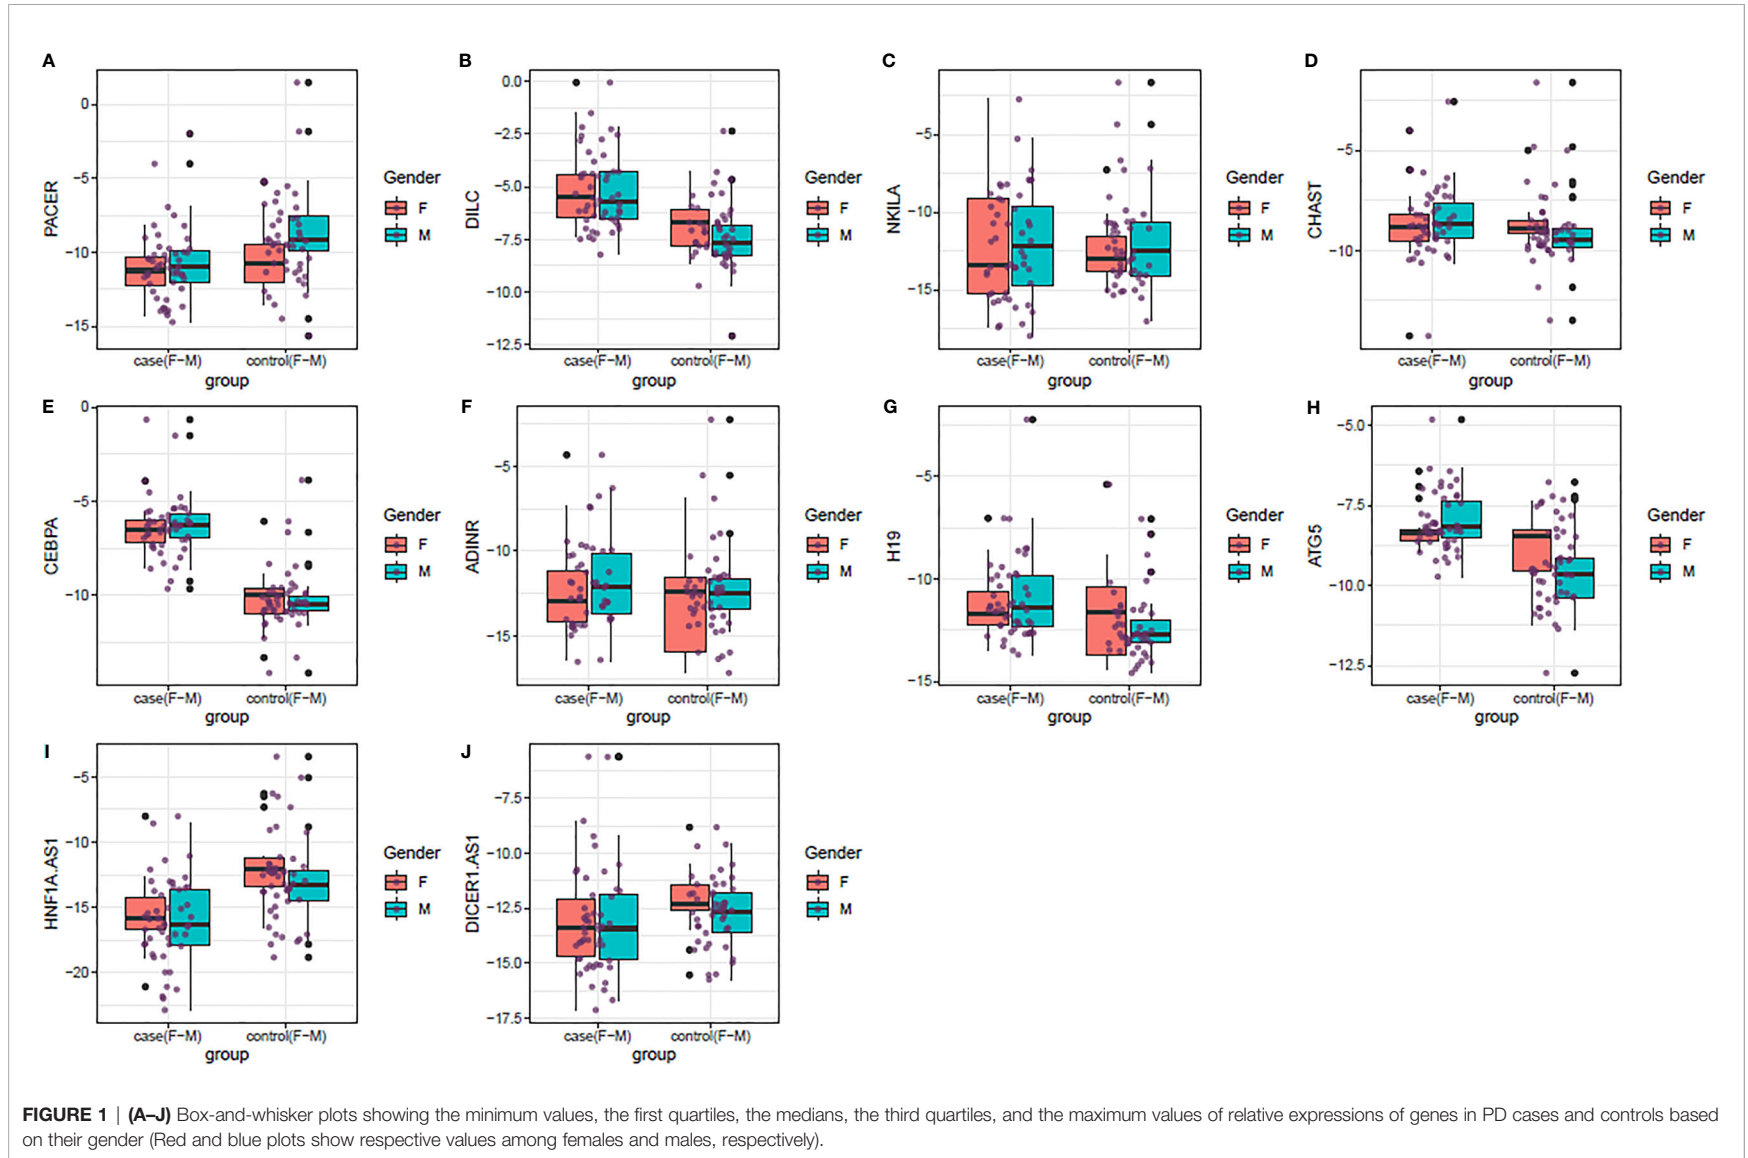 A
PACER
0
−5
−10
−15
case(F−M)
control(F−M)
group
Gender
F
M
B
DILC
0.0
−2.5
−5.0
−7.5
−10.0
−12.5
case(F−M)
control(F−M)
group
Gender
F
M
C
NKILA
−5
−10
−15
case(F−M)
control(F−M)
group
Gender
F
M
D
CHAST
−5
−10
case(F−M)
control(F−M)
group
Gender
F
M
E
CEBPA
0
−5
−10
case(F−M)
control(F−M)
group
Gender
F
M
F
ADINR
−5
−10
−15
case(F−M)
control(F−M)
group
Gender
F
M
G
H19
−5
−10
−15
case(F−M)
control(F−M)
group
Gender
F
M
H
ATG5
−5.0
−7.5
−10.0
−12.5
case(F−M)
control(F−M)
group
Gender
F
M
I
HNF1A.AS1
−5
−10
−15
−20
case(F−M)
control(F−M)
group
Gender
F
M
J
DICER1.AS1
−7.5
−10.0
−12.5
−15.0
−17.5
case(F−M)
control(F−M)
group
Gender
F
M
FIGURE 1 | (A–J) Box-and-whisker plots showing the minimum values, the first quartiles, the medians, the third quartiles, and the maximum values of relative expressions of genes in PD cases and controls based
on their gender (Red and blue plots show respective values among females and males, respectively).